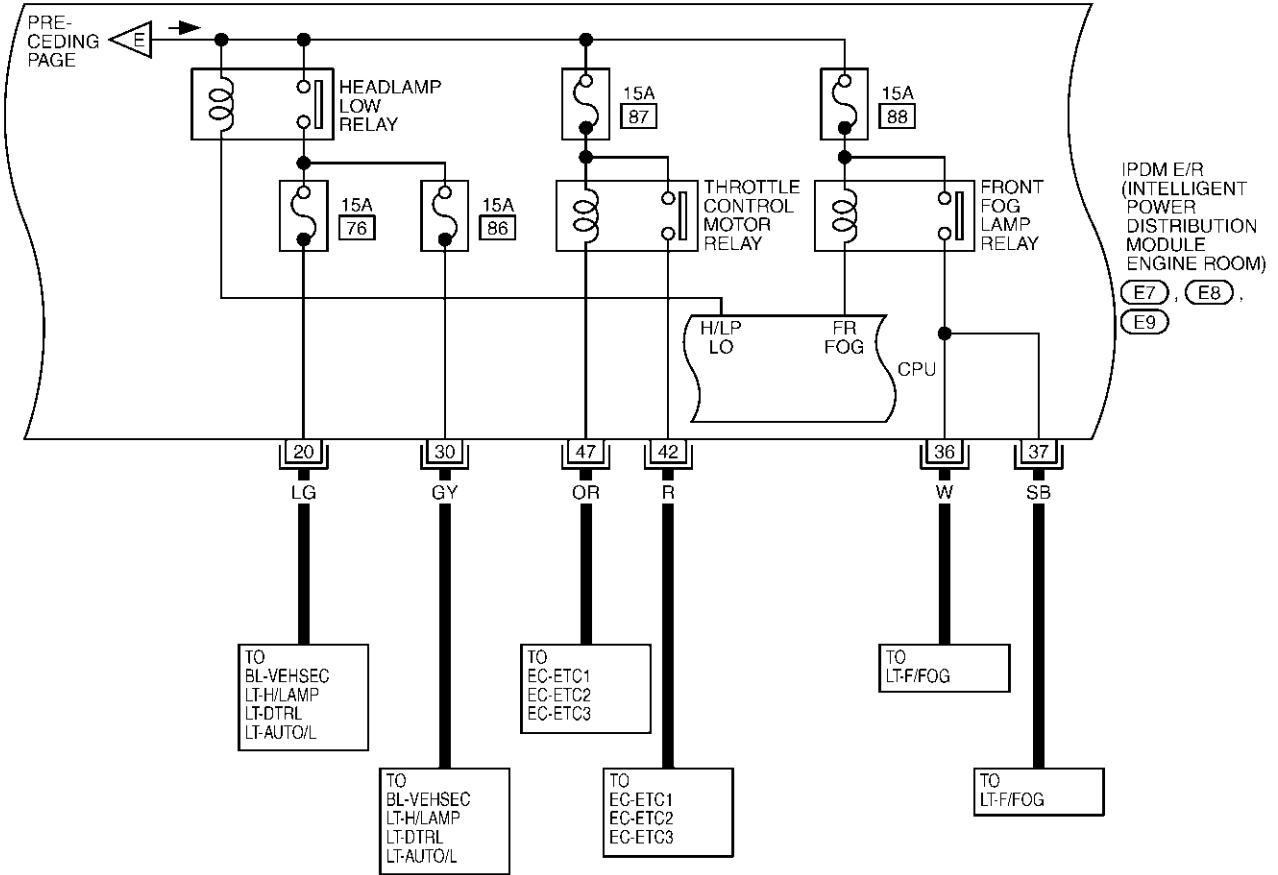 PRE-
CEDING
PAGE
E
HEADLAMP
LOW
RELAY
15A
87
15A
88
15A
76
15A
86
THROTTLE
CONTROL
MOTOR
RELAY
FRONT
FOG
LAMP
RELAY
IPDM E/R
(INTELLIGENT
POWER
DISTRIBUTION
MODULE
ENGINE ROOM)
E7 , E8 ,
E9
H/LP
LO
FR
FOG
CPU
20
30
47
42
36
37
LG
GY
OR
R
W
SB
TO
BL-VEHSEC
LT-H/LAMP
LT-DTRL
LT-AUTO/L
TO
EC-ETC1
EC-ETC2
EC-ETC3
TO
LT-F/FOG
TO
BL-VEHSEC
LT-H/LAMP
LT-DTRL
LT-AUTO/L
TO
EC-ETC1
EC-ETC2
EC-ETC3
TO
LT-F/FOG